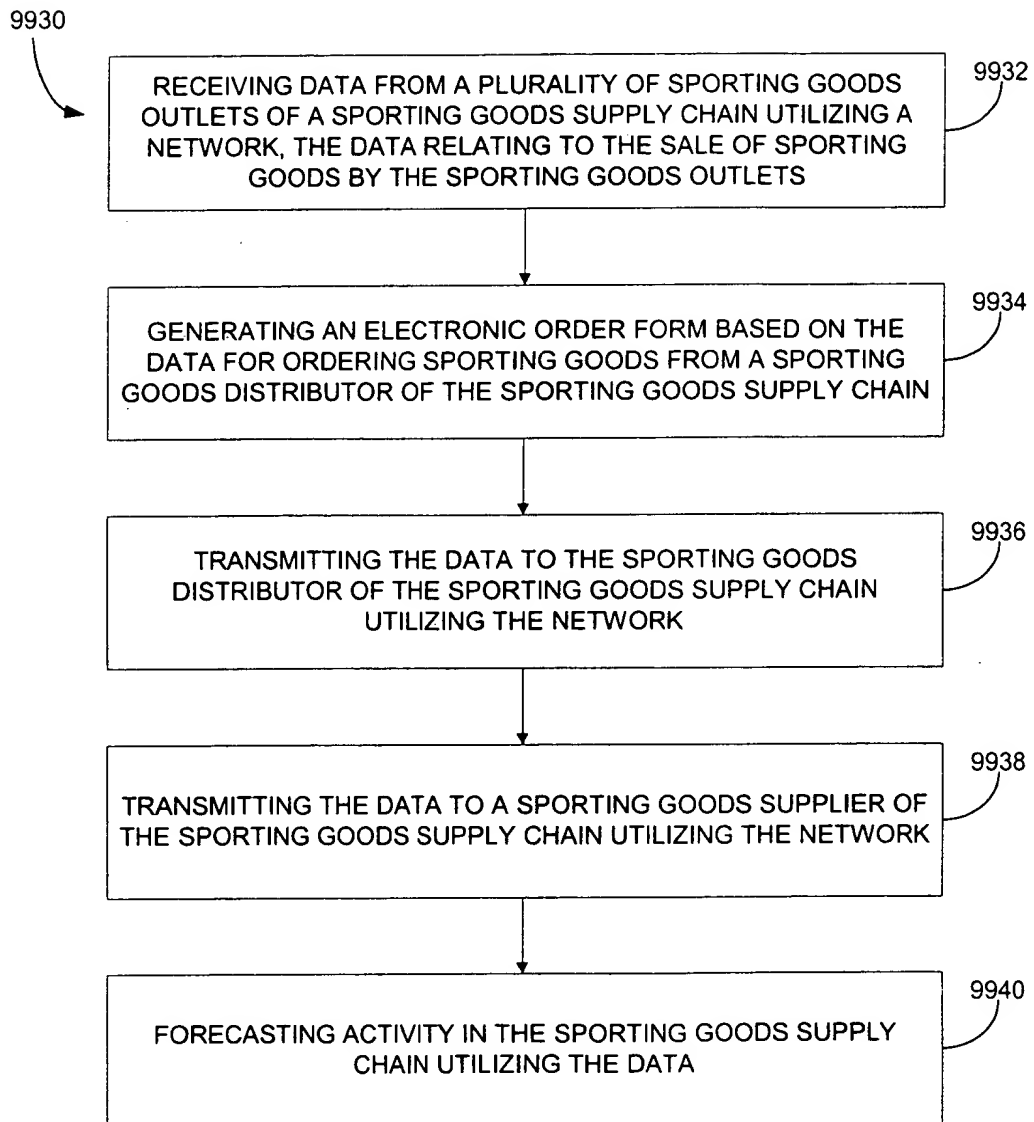 9930
RECEIVING DATA FROM A PLURALITY OF SPORTING GOODS
OUTLETS OF A SPORTING GOODS SUPPLY CHAIN UTILIZING A
NETWORK, THE DATA RELATING TO THE SALE OF SPORTING
GOODS BY THE SPORTING GOODS OUTLETS
9932
GENERATING AN ELECTRONIC ORDER FORM BASED ON THE
DATA FOR ORDERING SPORTING GOODS FROM A SPORTING
GOODS DISTRIBUTOR OF THE SPORTING GOODS SUPPLY CHAIN
9934
TRANSMITTING THE DATA TO THE SPORTING GOODS
DISTRIBUTOR OF THE SPORTING GOODS SUPPLY CHAIN
UTILIZING THE NETWORK
9936
TRANSMITTING THE DATA TO A SPORTING GOODS SUPPLIER OF
THE SPORTING GOODS SUPPLY CHAIN UTILIZING THE NETWORK
9938
FORECASTING ACTIVITY IN THE SPORTING GOODS SUPPLY
CHAIN UTILIZING THE DATA
9940